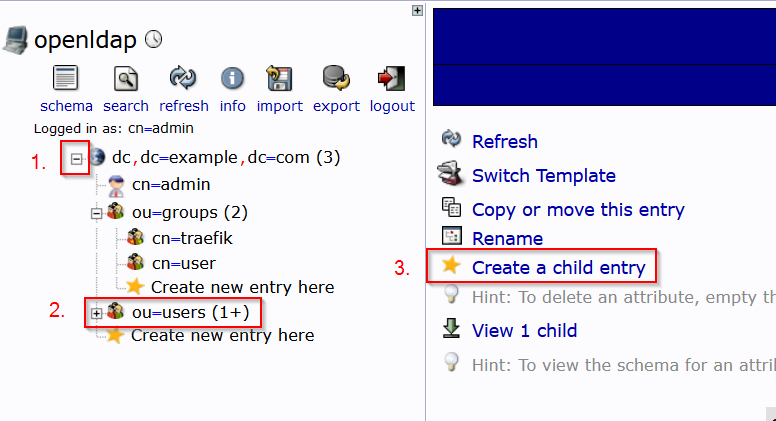 openldap
schema search refresh info import export logout
Logged in as: cn=admin
1.
dc,dc=example,dc=com (3)
cn=admin
ou=groups (2)
cn=traefik
cn=user
Create new entry here
2.
ou=users (1+)
Create new entry here
Refresh
Switch Template
Copy or move this entry
Rename
3.
Create a child entry
Hint: To delete an attribute, empty th
View 1 child
Hint: To view the schema for an attri